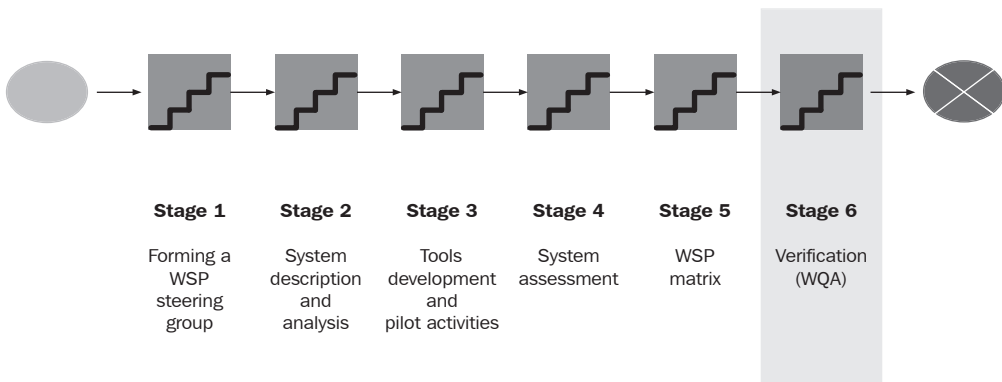 Stage 1
Forming a
WSP
steering
group
Stage 2
System
description
and
analysis
Stage 3
Tools
development
and
pilot activities
Stage 4
System
assessment
Stage 5
WSP
matrix
Stage 6
Verification
(WQA)